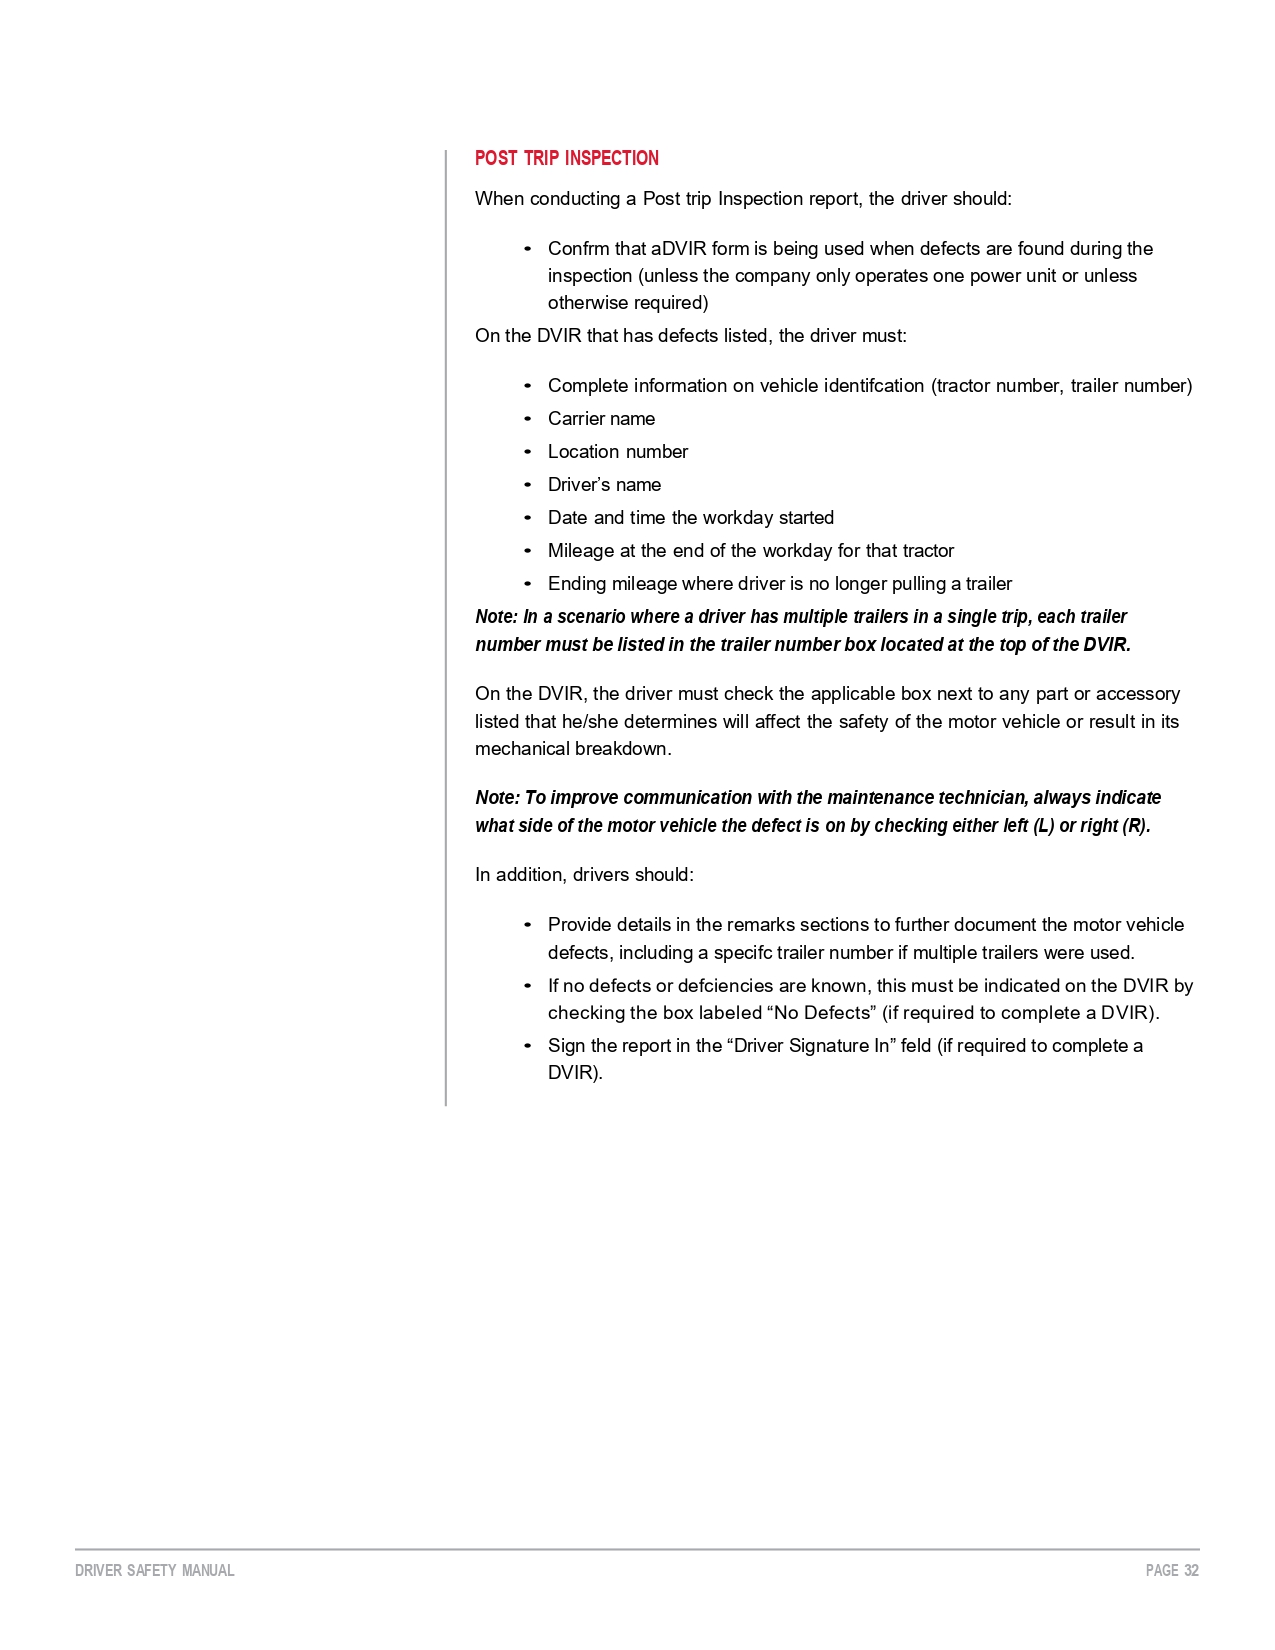 POST TRIP INSPECTION
When conducting a Post trip Inspection report, the driver should:
• Confrm that aDVIR form is being used when defects are found during the
inspection (unless the company only operates one power unit or unless
otherwise required)
On the DVIR that has defects listed, the driver must:
• Complete information on vehicle identifcation (tractor number, trailer number)
• Carrier name
• Location number
• Driver’s name
• Date and time the workday started
• Mileage at the end of the workday for that tractor
• Ending mileage where driver is no longer pulling a trailer
Note: In a scenario where a driver has multiple trailers in a single trip, each trailer
number must be listed in the trailer number box located at the top of the DVIR.
On the DVIR, the driver must check the applicable box next to any part or accessory
listed that he/she determines will affect the safety of the motor vehicle or result in its
mechanical breakdown.
Note: To improve communication with the maintenance technician, always indicate
what side of the motor vehicle the defect is on by checking either left (L) or right (R).
In addition, drivers should:
• Provide details in the remarks sections to further document the motor vehicle
defects, including a specifc trailer number if multiple trailers were used.
• If no defects or defciencies are known, this must be indicated on the DVIR by
checking the box labeled “No Defects” (if required to complete a DVIR).
• Sign the report in the “Driver Signature In” feld (if required to complete a
DVIR).
DRIVER SAFETY MANUAL
PAGE 32